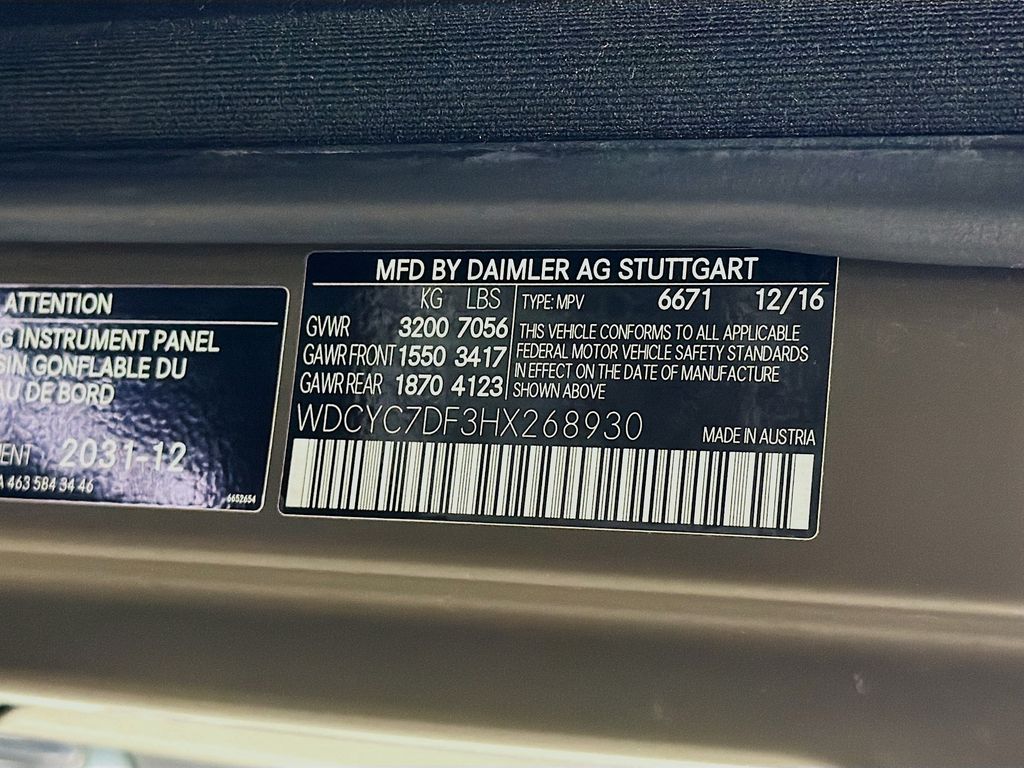 ATTENTION
G INSTRUMENT PANEL
SIN GONFLABLE DU
AU DE BORD
ENT 2031-12
A 463 584 34 46
6652654
MFD BY DAIMLER AG STUTTGART
KG LBS
GVWR 3200 7056
GAWR FRONT 1550 3417
GAWR REAR 1870 4123
TYPE: MPV 6671 12/16
THIS VEHICLE CONFORMS TO ALL APPLICABLE
FEDERAL MOTOR VEHICLE SAFETY STANDARDS
IN EFFECT ON THE DATE OF MANUFACTURE
SHOWN ABOVE
WDCYC7DF3HX268930
MADE IN AUSTRIA